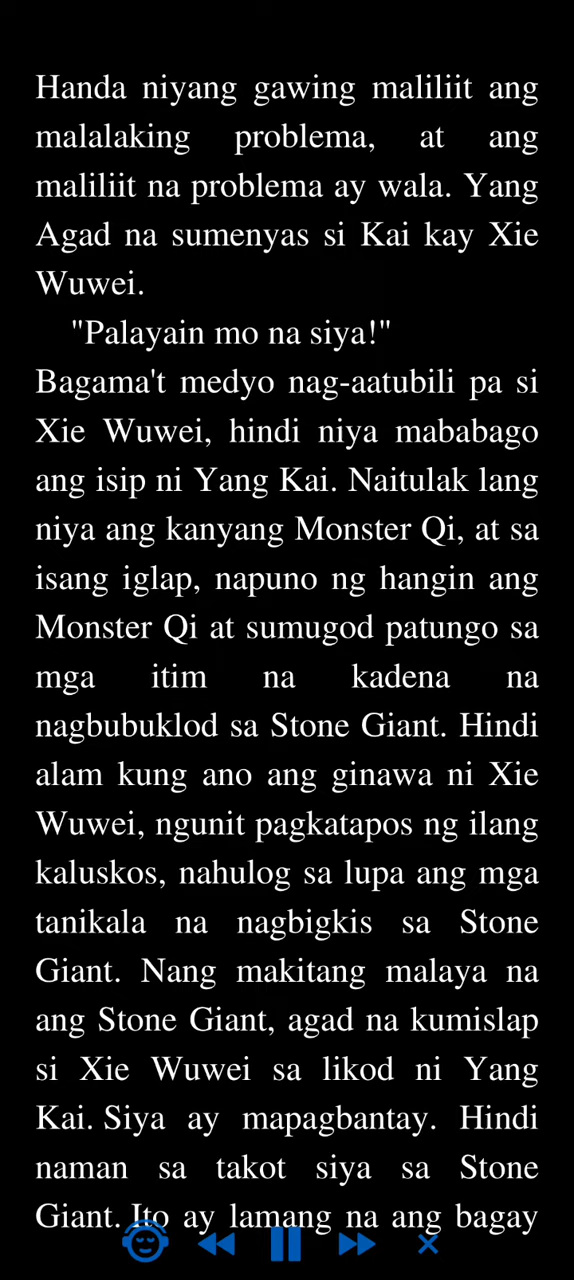 Handa niyang gawing maliliit ang
malalaking problema, at ang
maliliit na problema ay wala. Yang
Agad na sumenyas si Kai kay Xie
Wuwei.
"Palayain mo na siya!"
Bagama't medyo nag-aatubili pa si
Xie Wuwei, hindi niya mababago
ang isip ni Yang Kai. Naitulak lang
niya ang kanyang Monster Qi, at sa
isang iglap, napuno ng hangin ang
Monster Qi at sumugod patungo sa
mga itim na kadena na
nagbubuklod sa Stone Giant. Hindi
alam kung ano ang ginawa ni Xie
Wuwei, ngunit pagkatapos ng ilang
kaluskos, nahulog sa lupa ang mga
tanikala na nagbigkis sa Stone
Giant. Nang makitang malaya na
ang Stone Giant, agad na kumislap
si Xie Wuwei sa likod ni Yang
Kai. Siya ay mapagbantay. Hindi
naman sa takot siya sa Stone
Giant. Ito ay lamang na ang bagay